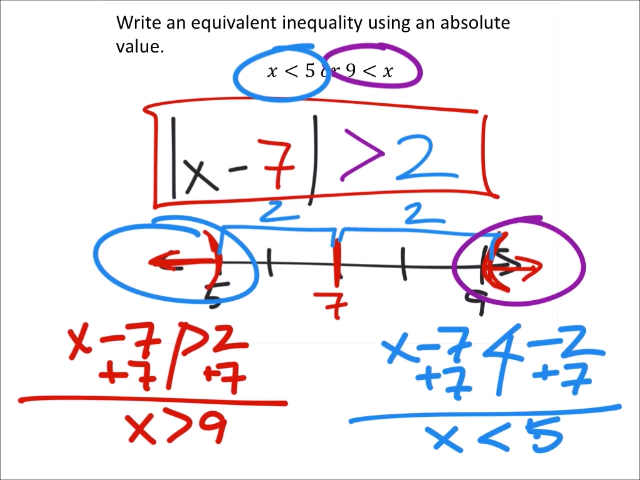 Write an equivalent inequality using an absolute
value.
x < 5 or 9 < x
|x - 7| > 2
2 2
5 7 9
x - 7 > 2
+7 +7
x > 9
x - 7 < -2
+7 +7
x < 5